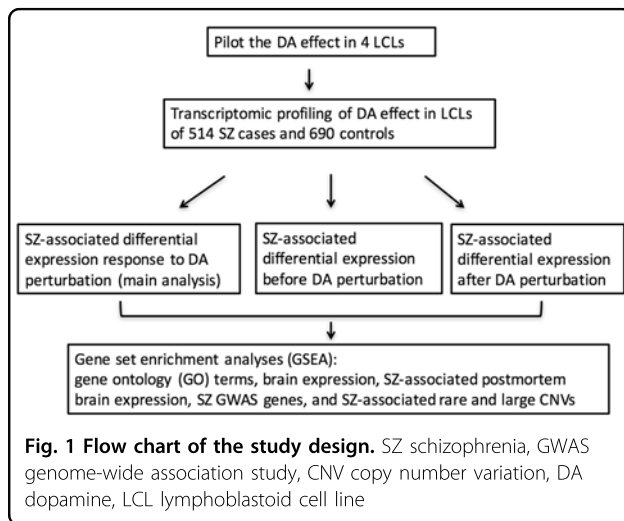 Pilot the DA effect in 4 LCLs
Transcriptomic profiling of DA effect in LCLs
of 514 SZ cases and 690 controls
SZ-associated differential
expression response to DA
perturbation (main analysis)
SZ-associated
differential expression
before DA perturbation
SZ-associated
differential expression
after DA perturbation
Gene set enrichment analyses (GSEA):
gene ontology (GO) terms, brain expression, SZ-associated postmortem
brain expression, SZ GWAS genes, and SZ-associated rare and large CNVs
Fig. 1 Flow chart of the study design. SZ schizophrenia, GWAS
genome-wide association study, CNV copy number variation, DA
dopamine, LCL lymphoblastoid cell line